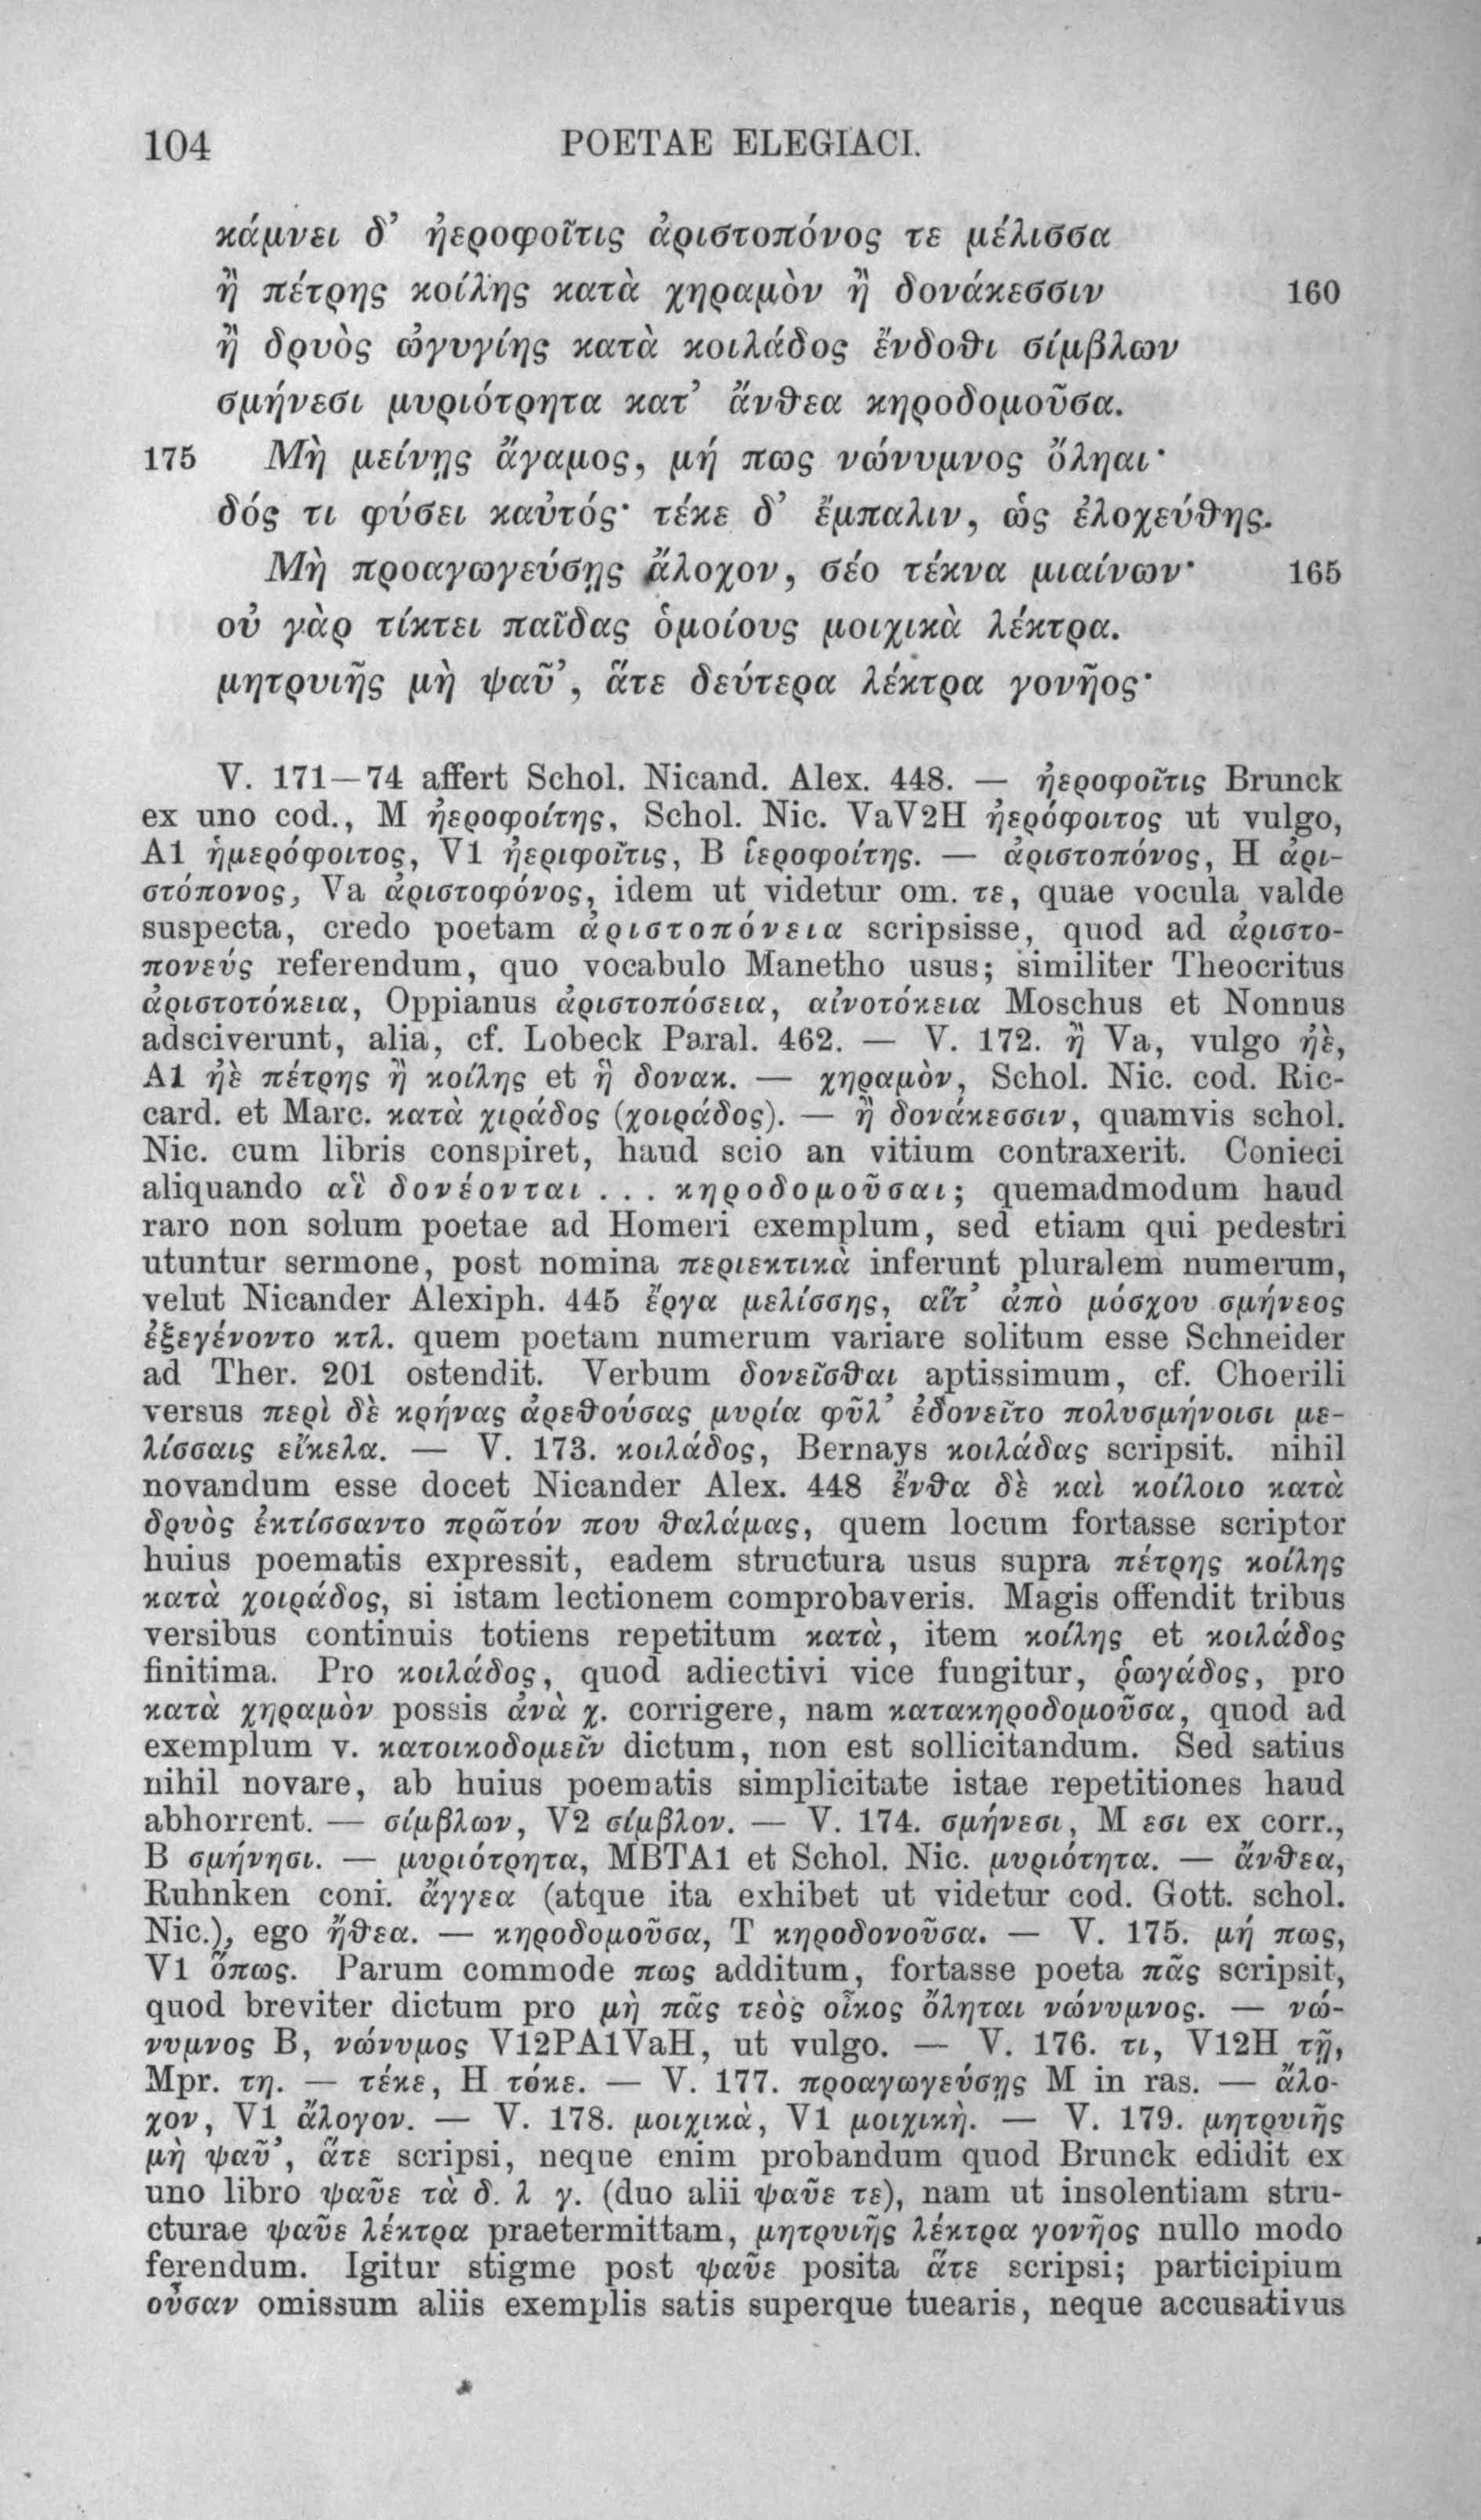 104 POETAE ELEGIACI.
κάμνει δ’ ἠεροφοῖτις ἀριστοπόνος τε μέλισσα
ἢ πέτρης κοίλης κατὰ χηραμὸν ἢ δονάκεσσιν 160
ἢ δρυὸς ὠγυγίης κατὰ κοιλάδος ἔνδοθι σίμβλων
σμήνεσι μυριότρητα κατ’ ἄνθεα κηροδομοῦσα.
175 Μὴ μείνῃς ἄγαμος, μή πως νώνυμνος ὄληαι·
δός τι φύσει καὐτός· τέκε δ’ ἔμπαλιν, ὡς ἐλοχεύθης.
Μὴ προαγωγεύσῃς ἄλοχον, σέο τέκνα μιαίνων· 165
οὐ γὰρ τίκτει παῖδας ὁμοίους μοιχικὰ λέκτρα.
μητρυιῆς μὴ ψαῦ’, ἅτε δεύτερα λέκτρα γονῆος·
V. 171—74 affert Schol. Nicand. Alex. 448. — ἠεροφοῖτις Brunck
ex uno cod., M ἠεροφοίτης, Schol. Nic. VaV2H ἠερόφοιτος ut vulgo,
A1 ἡμερόφοιτος, V1 ἠεριφοῖτις, B ἱεροφοίτης. — ἀριστοπόνος, H ἀρι-
στόπονος, Va ἀριστοφόνος, idem ut videtur om. τε, quae vocula valde
suspecta, credo poetam ἀριστοπόνεια scripsisse, quod ad ἀριστο-
πονεύς referendum, quo vocabulo Manetho usus; similiter Theocritus
ἀριστοτόκεια, Oppianus ἀριστοπόσεια, αἰνοτόκεια Moschus et Nonnus
adsciverunt, alia, cf. Lobeck Paral. 462. — V. 172. ἢ Va, vulgo ἠὲ,
A1 ἠὲ πέτρης ἢ κοίλης et ἢ δονακ. — χηραμὸν, Schol. Nic. cod. Ric-
card. et Marc. κατὰ χιράδος (χοιράδος). — ἢ δονάκεσσιν, quamvis schol.
Nic. cum libris conspiret, haud scio an vitium contraxerit. Conieci
aliquando αἳ δονέονται . . . κηροδομοῦσαι; quemadmodum haud
raro non solum poetae ad Homeri exemplum, sed etiam qui pedestri
utuntur sermone, post nomina περιεκτικὰ inferunt pluralem numerum,
velut Nicander Alexiph. 445 ἔργα μελίσσης, αἵτ’ ἀπὸ μόσχου σμήνεος
ἐξεγένοντο κτλ. quem poetam numerum variare solitum esse Schneider
ad Ther. 201 ostendit. Verbum δονεῖσθαι aptissimum, cf. Choerili
versus περὶ δὲ κρήνας ἀρεθούσας μυρία φῦλ’ ἐδονεῖτο πολυσμήνοισι με-
λίσσαις εἴκελα. — V. 173. κοιλάδος, Bernays κοιλάδας scripsit. nihil
novandum esse docet Nicander Alex. 448 ἔνθα δὲ καὶ κοίλοιο κατὰ
δρυὸς ἐκτίσσαντο πρῶτόν που θαλάμας, quem locum fortasse scriptor
huius poematis expressit, eadem structura usus supra πέτρης κοίλης
κατὰ χοιράδος, si istam lectionem comprobaveris. Magis offendit tribus
versibus continuis totiens repetitum κατὰ, item κοίλης et κοιλάδος
finitima. Pro κοιλάδος, quod adiectivi vice fungitur, ῥωγάδος, pro
κατὰ χηραμὸν possis ἀνὰ χ. corrigere, nam κατακηροδομοῦσα, quod ad
exemplum v. κατοικοδομεῖν dictum, non est sollicitandum. Sed satius
nihil novare, ab huius poematis simplicitate istae repetitiones haud
abhorrent. — σίμβλων, V2 σίμβλον. — V. 174. σμήνεσι, M εσι ex corr.,
B σμήνησι. — μυριότρητα, MBTA1 et Schol. Nic. μυριότητα. — ἄνθεα,
Ruhnken coni. ἄγγεα (atque ita exhibet ut videtur cod. Gott. schol.
Nic.), ego ἤθεα. — κηροδομοῦσα, T κηροδονοῦσα. — V. 175. μή πως,
V1 ὅπως. Parum commode πως additum, fortasse poeta πᾶς scripsit,
quod breviter dictum pro μὴ πᾶς τεὸς οἶκος ὄληται νώνυμνος. — νώ-
νυμνος B, νώνυμος V12PA1VaH, ut vulgo. — V. 176. τι, V12H τῇ,
Mpr. τη. — τέκε, H τόκε. — V. 177. προαγωγεύσῃς M in ras. — ἄλο-
χον, V1 ἄλογον. — V. 178. μοιχικὰ, V1 μοιχικὴ. — V. 179. μητρυιῆς
μὴ ψαῦ’, ἅτε scripsi, neque enim probandum quod Brunck edidit ex
uno libro ψαῦε τὰ δ. λ γ. (duo alii ψαῦε τε), nam ut insolentiam stru-
cturae ψαῦε λέκτρα praetermittam, μητρυιῆς λέκτρα γονῆος nullo modo
ferendum. Igitur stigme post ψαῦε posita ἅτε scripsi; participium
οὖσαν omissum aliis exemplis satis superque tuearis, neque accusativus